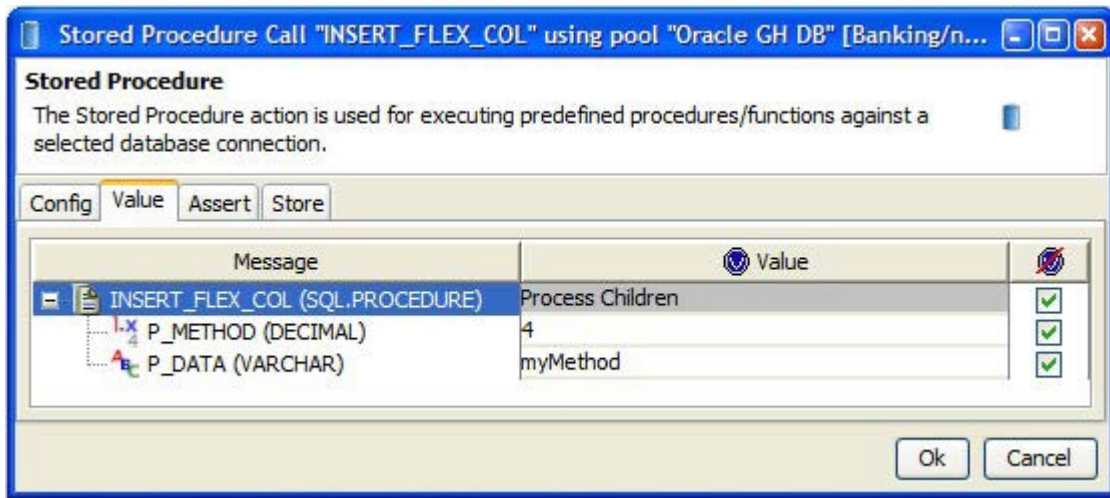 Stored Procedure Call "INSERT_FLEX_COL" using pool "Oracle GH DB" [Banking/n...
Stored Procedure
The Stored Procedure action is used for executing predefined procedures/functions against a
selected database connection.
Config Value Assert Store
Message Value
INSERT_FLEX_COL (SQL.PROCEDURE) Process Children
P_METHOD (DECIMAL) 4
P_DATA (VARCHAR) myMethod
Ok Cancel